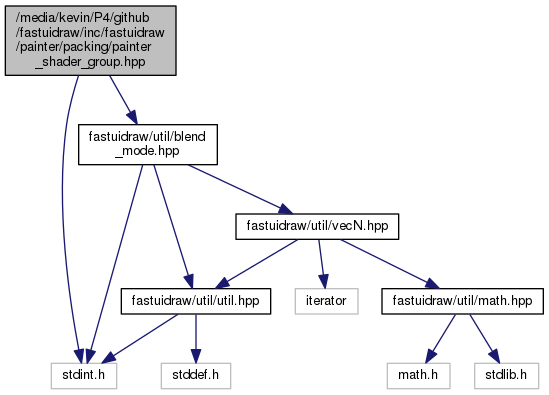 /media/kevin/P4/github
/fastuidraw/inc/fastuidraw
/painter/packing/painter
_shader_group.hpp
fastuidraw/util/blend
_mode.hpp
fastuidraw/util/vecN.hpp
fastuidraw/util/util.hpp
iterator
fastuidraw/util/math.hpp
stdint.h
stddef.h
math.h
stdlib.h